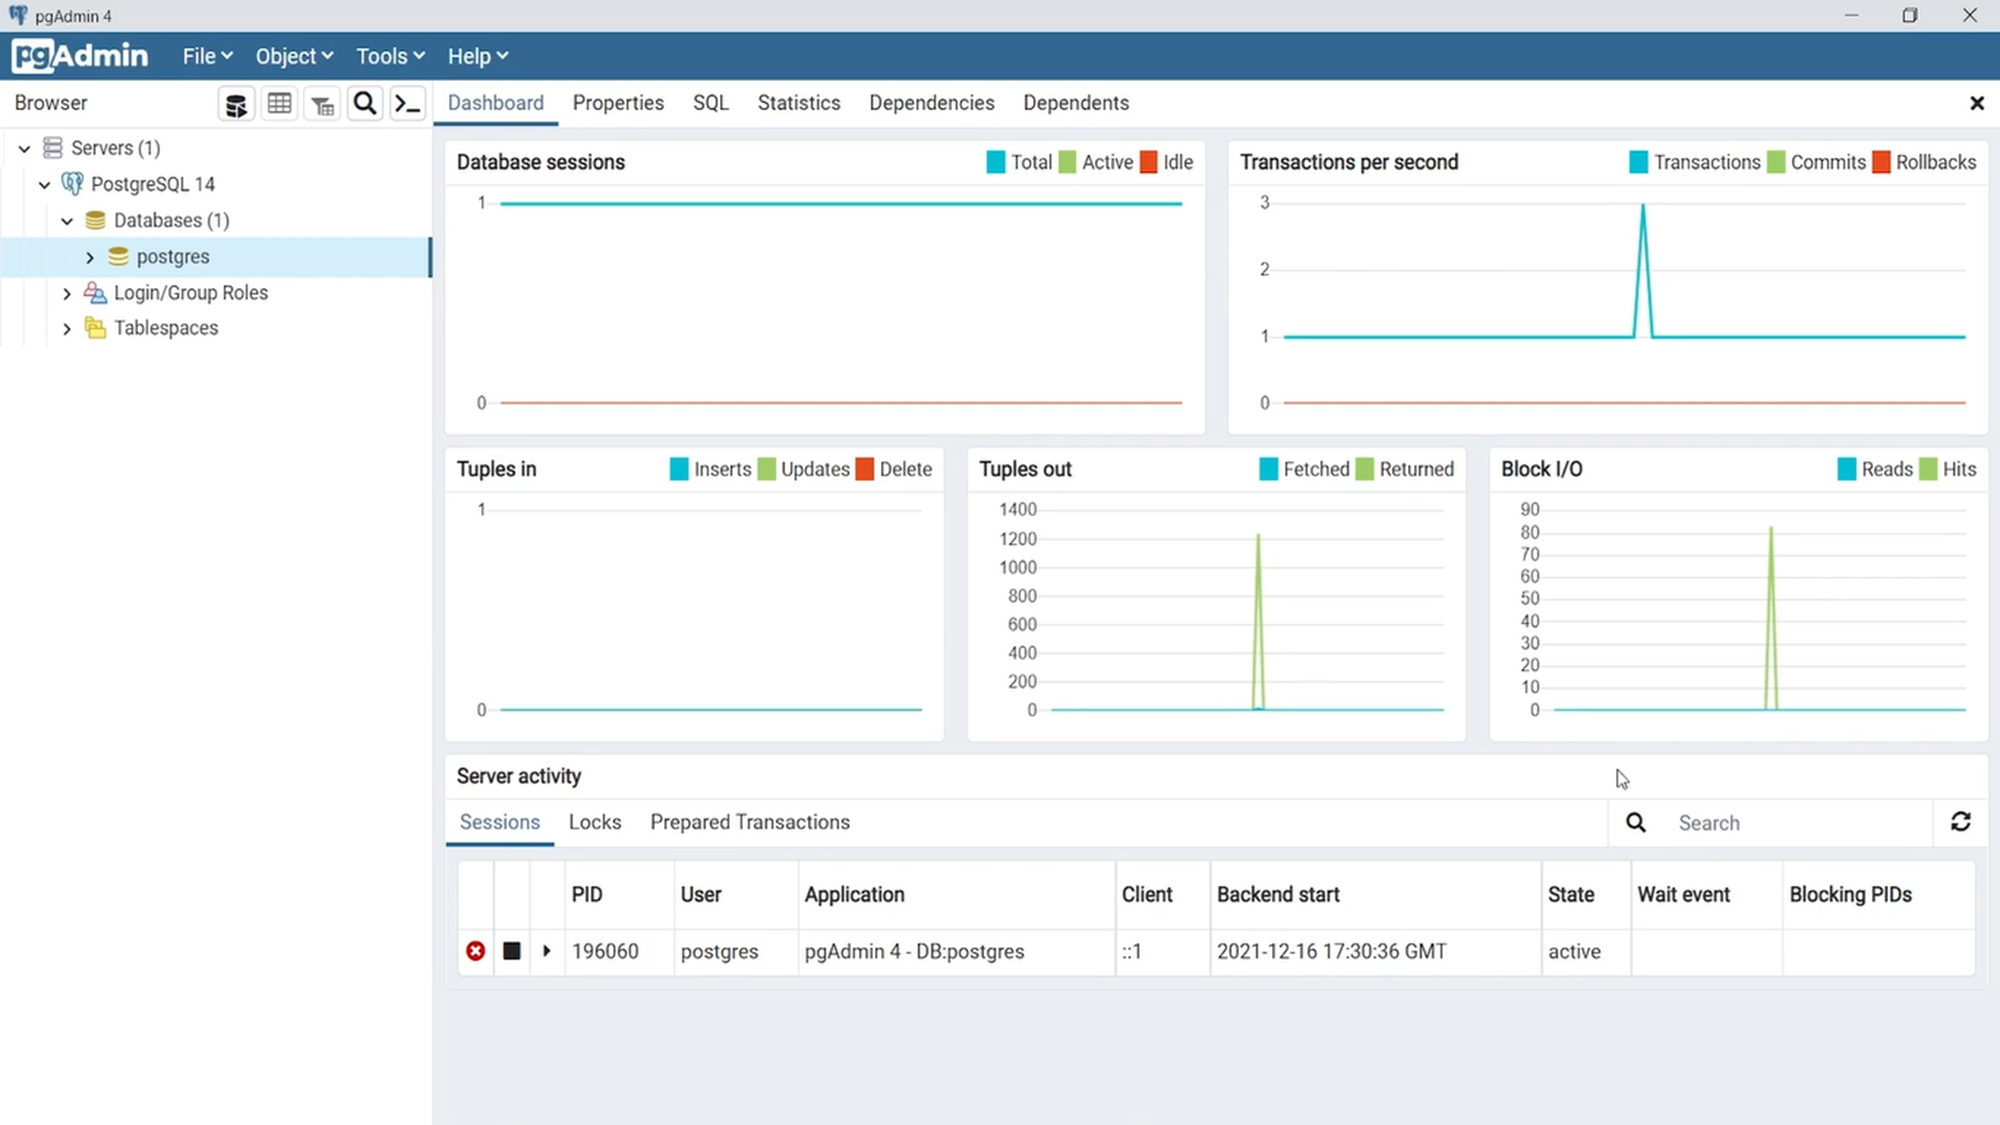 pgAdmin 4
pgAdmin File Object Tools Help
Browser
Dashboard Properties SQL Statistics Dependencies Dependents
Servers (1)
PostgreSQL 14
Databases (1)
postgres
Login/Group Roles
Tablespaces
Database sessions Total Active Idle
1
0
Transactions per second Transactions Commits Rollbacks
3
2
1
0
Tuples in Inserts Updates Delete
1
0
Tuples out Fetched Returned
1400
1200
1000
800
600
400
200
0
Block I/O Reads Hits
90
80
70
60
50
40
30
20
10
0
Server activity
Sessions Locks Prepared Transactions Search
PID User Application Client Backend start State Wait event Blocking PIDs
196060 postgres pgAdmin 4 - DB:postgres ::1 2021-12-16 17:30:36 GMT active